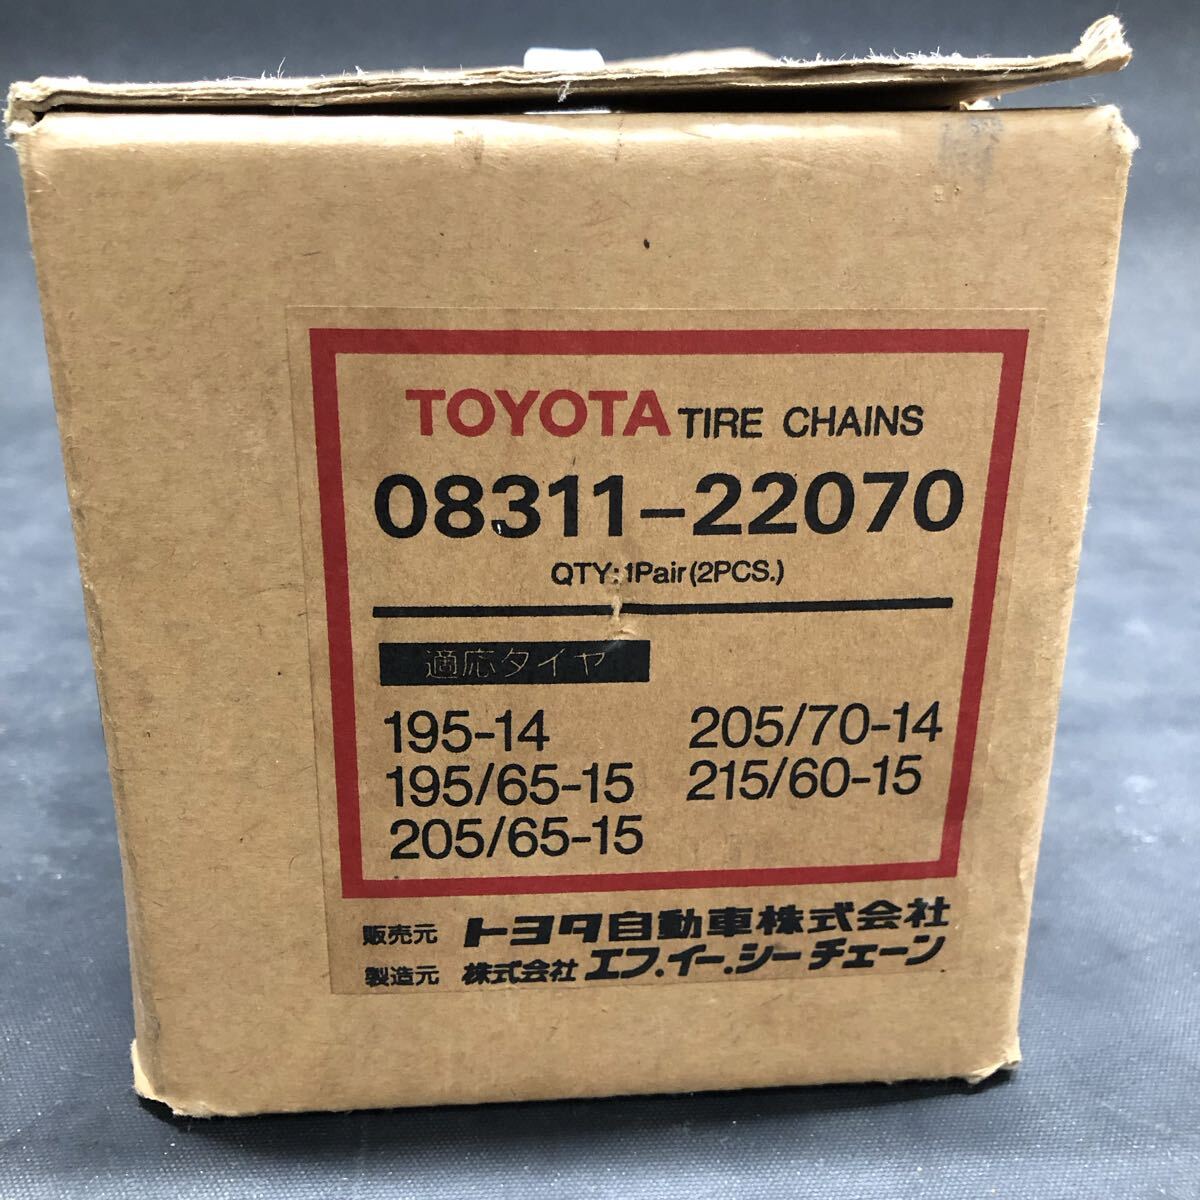 TOYOTA TIRE CHAINS
08311-22070
QTY:1Pair(2PCS.)
適応タイヤ
195-14 205/70-14
195/65-15 215/60-15
205/65-15
販売元 トヨタ自動車株式会社
製造元 株式会社 エフ.イー.シーチェーン